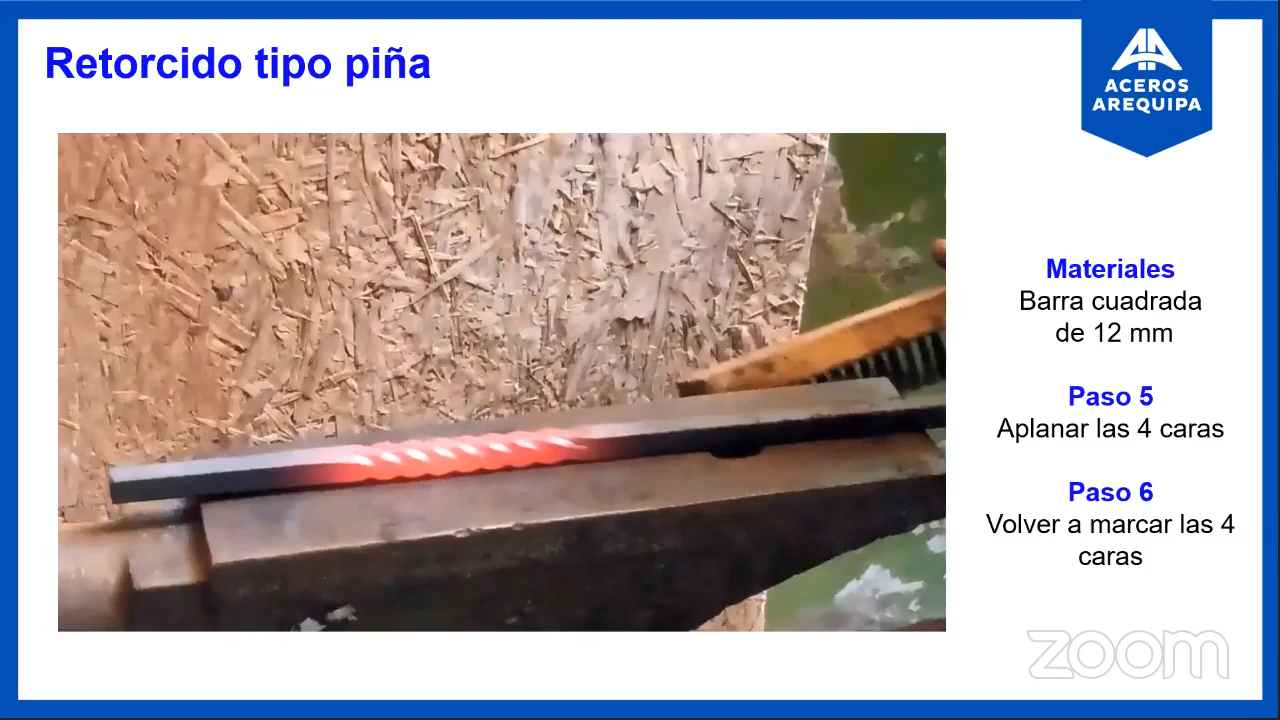 Retorcido tipo piña
ACEROS
AREQUIPA
Materiales
Barra cuadrada
de 12 mm
Paso 5
Aplanar las 4 caras
Paso 6
Volver a marcar las 4
caras
zoom